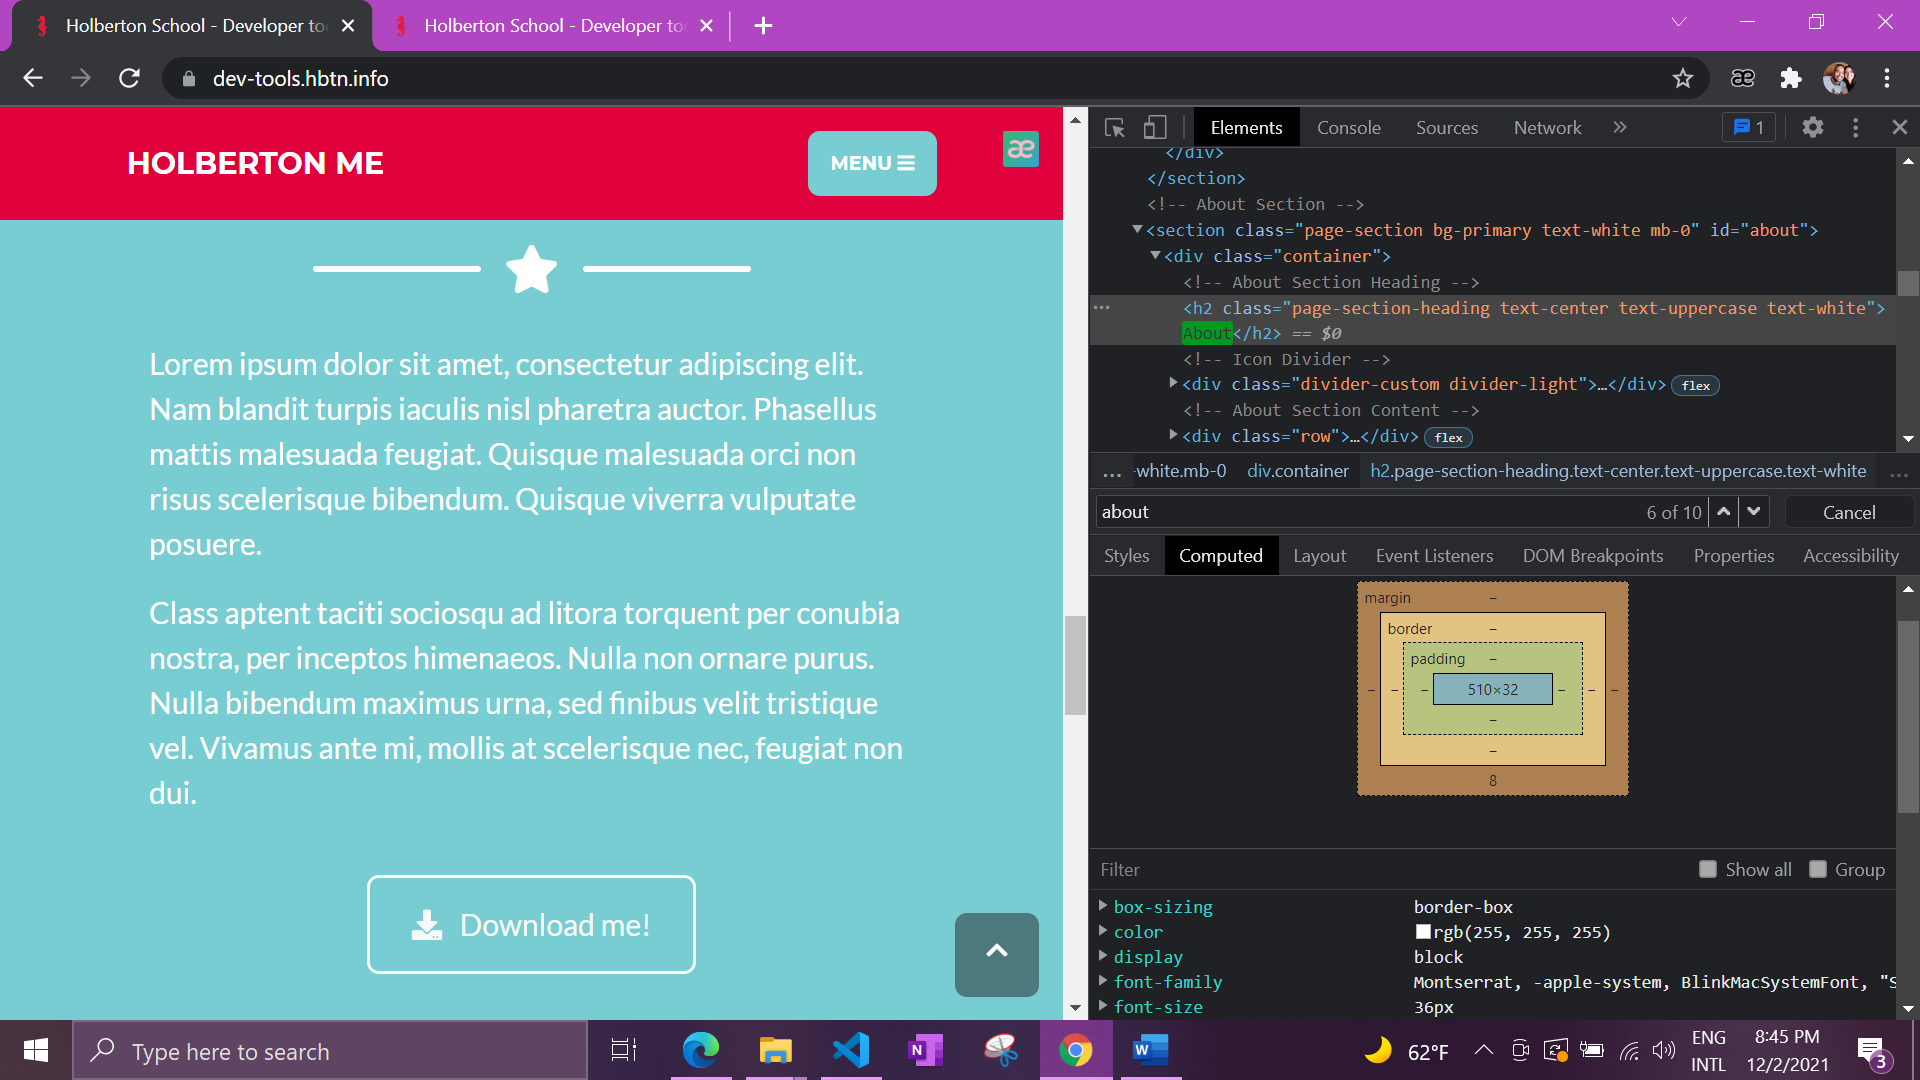 Holberton School - Developer to
Holberton School - Developer to
dev-tools.hbtn.info
æ
HOLBERTON ME
MENU
æ
Lorem ipsum dolor sit amet, consectetur adipiscing elit.
Nam blandit turpis iaculis nisl pharetra auctor. Phasellus
mattis malesuada feugiat. Quisque malesuada orci non
risus scelerisque bibendum. Quisque viverra vulputate
posuere.
Class aptent taciti sociosqu ad litora torquent per conubia
nostra, per inceptos himenaeos. Nulla non ornare purus.
Nulla bibendum maximus urna, sed finibus velit tristique
vel. Vivamus ante mi, mollis at scelerisque nec, feugiat non
dui.
Download me!
Elements Console Sources Network » 1
</div>
</section>
<!-- About Section -->
<section class="page-section bg-primary text-white mb-0" id="about">
<div class="container">
<!-- About Section Heading -->
<h2 class="page-section-heading text-center text-uppercase text-white">
About</h2> == $0
<!-- Icon Divider -->
<div class="divider-custom divider-light">…</div> flex
<!-- About Section Content -->
<div class="row">…</div> flex
... -white.mb-0 div.container h2.page-section-heading.text-center.text-uppercase.text-white ...
about 6 of 10 Cancel
Styles Computed Layout Event Listeners DOM Breakpoints Properties Accessibility
margin –
border –
padding –
– – – 510×32 – – –
–
–
8
Filter Show all Group
box-sizing border-box
color rgb(255, 255, 255)
display block
font-family Montserrat, -apple-system, BlinkMacSystemFont, "S
font-size 36px
Type here to search
N
W
62°F
ENG
INTL
8:45 PM
12/2/2021
3